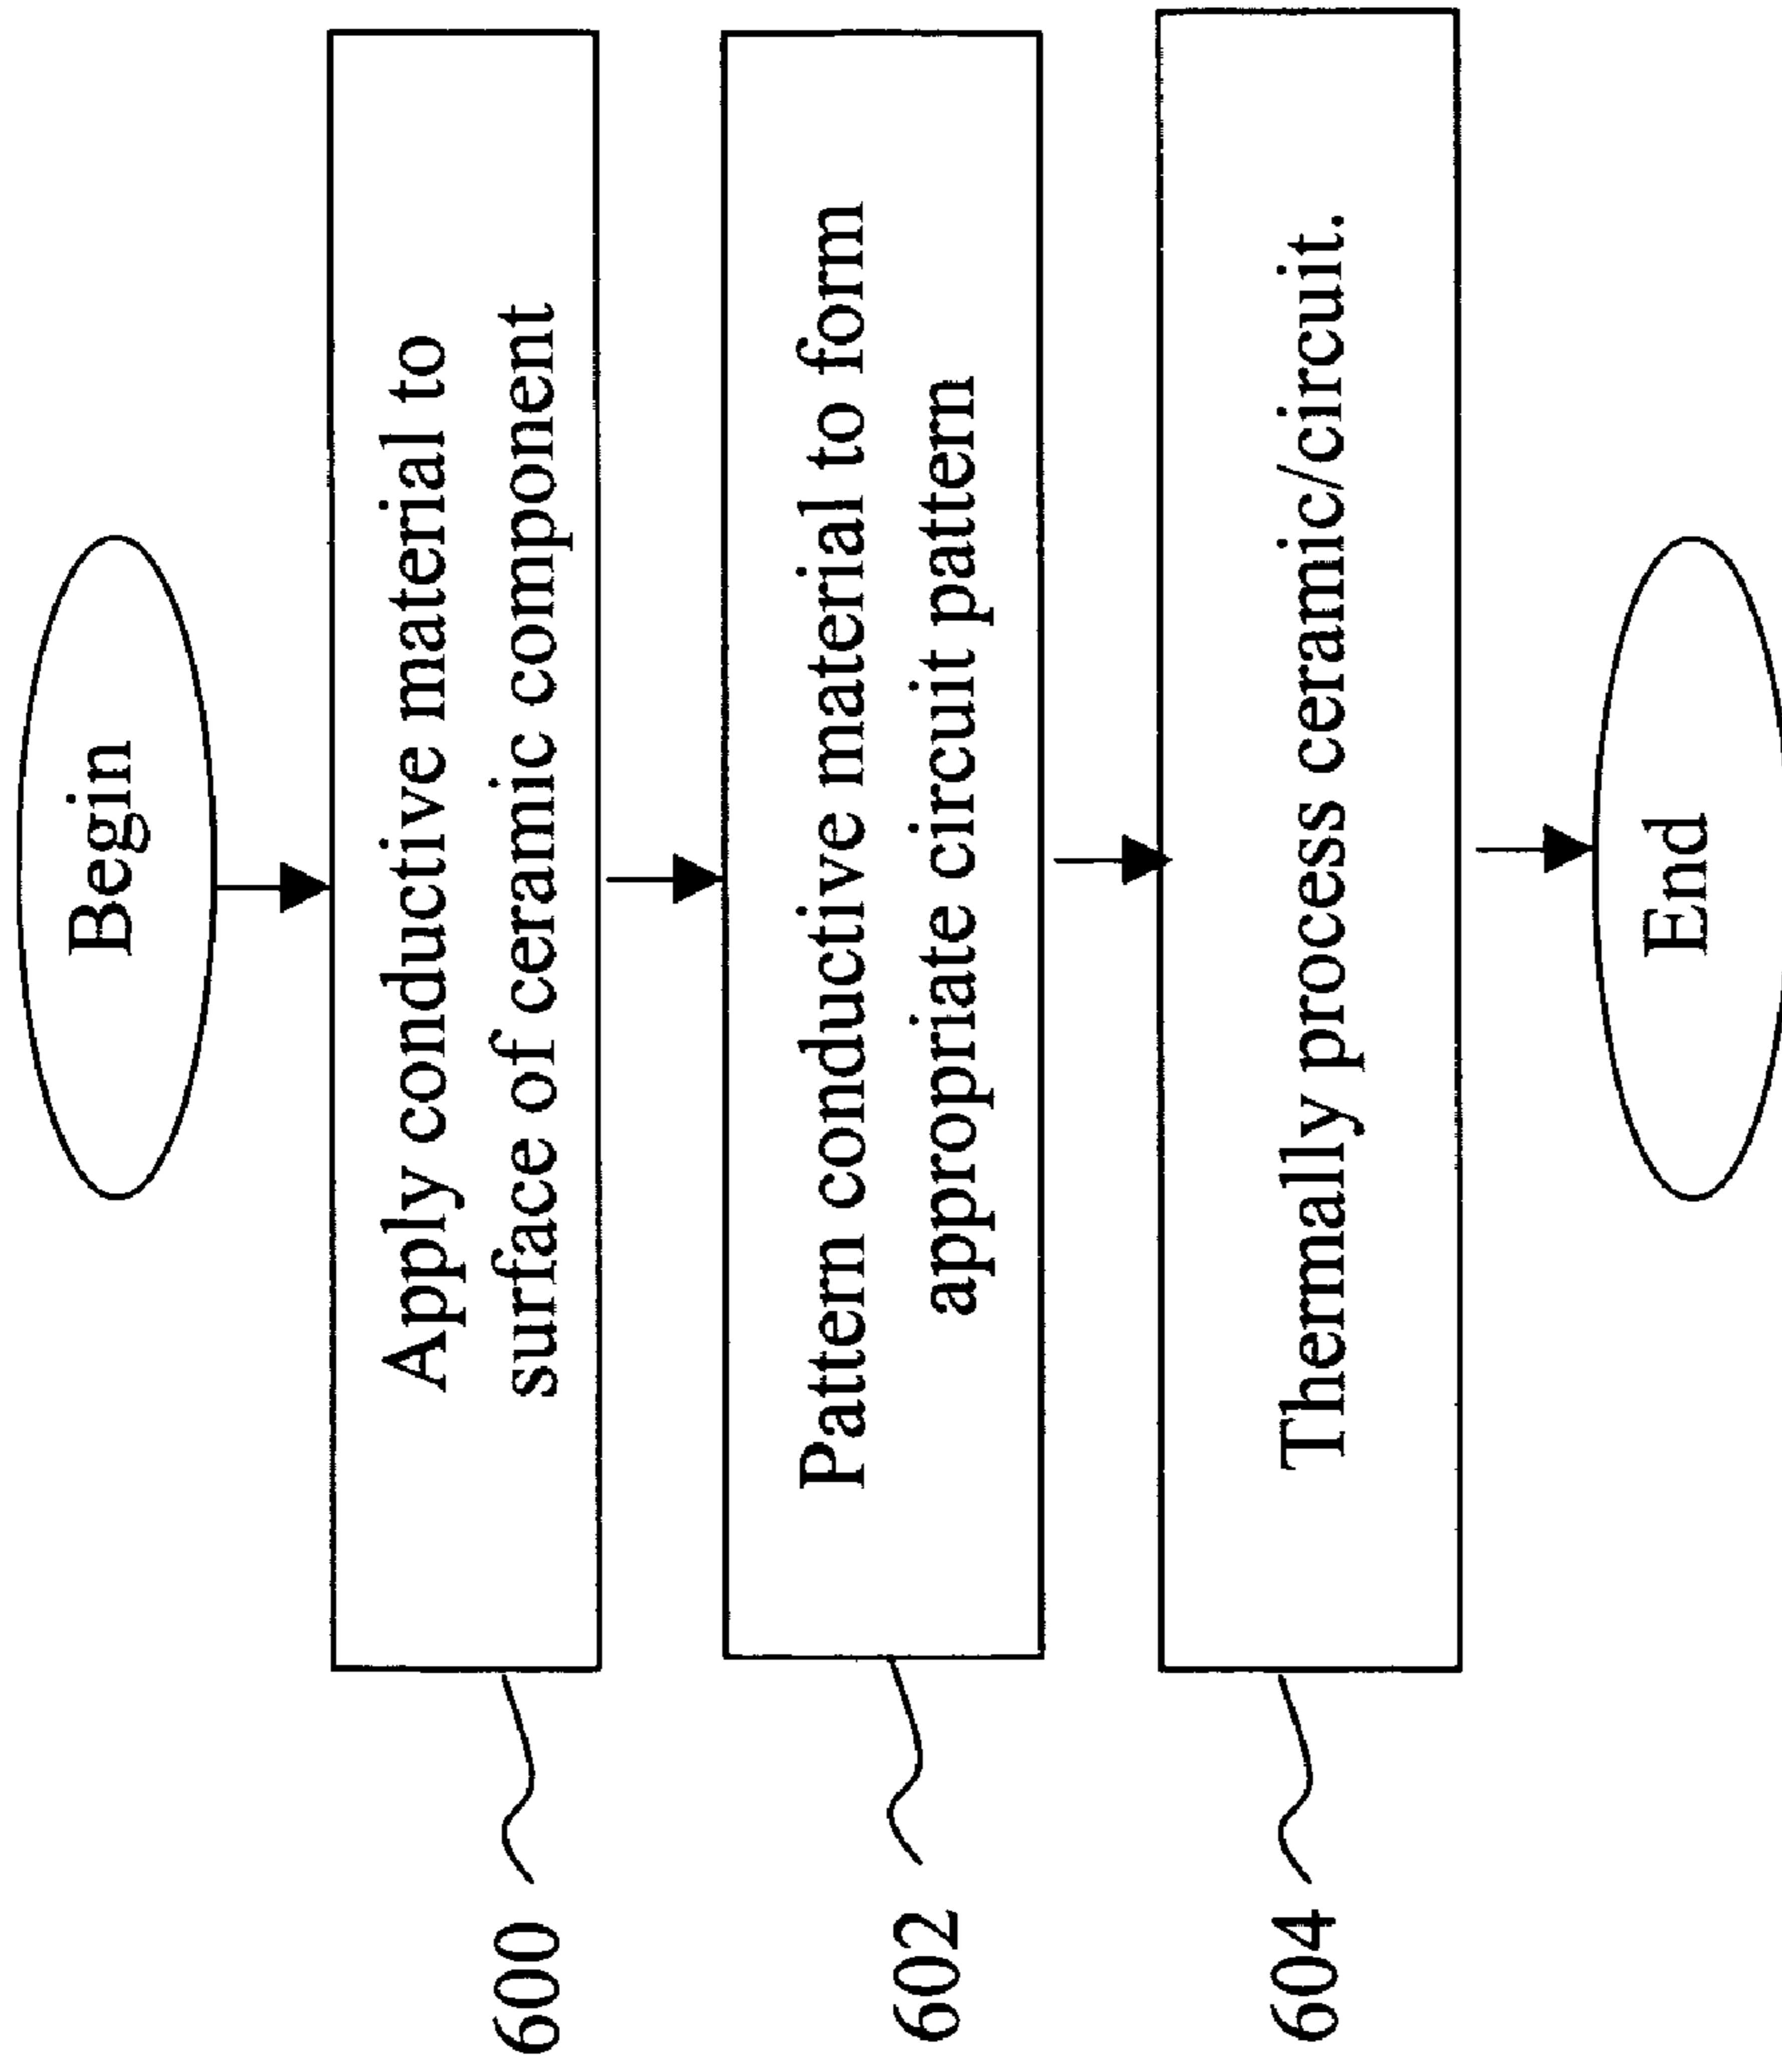 Begin
Apply conductive material to
surface of ceramic component
600
Pattern conductive material to form
appropriate circuit pattern
602
Thermally process ceramic/circuit.
604
End